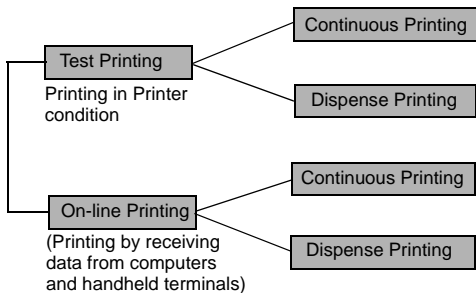 Continuous Printing
Test Printing
Printing in Printer
condition
Dispense Printing
Continuous Printing
On-line Printing
(Printing by receiving
data from computers
and handheld terminals)
Dispense Printing